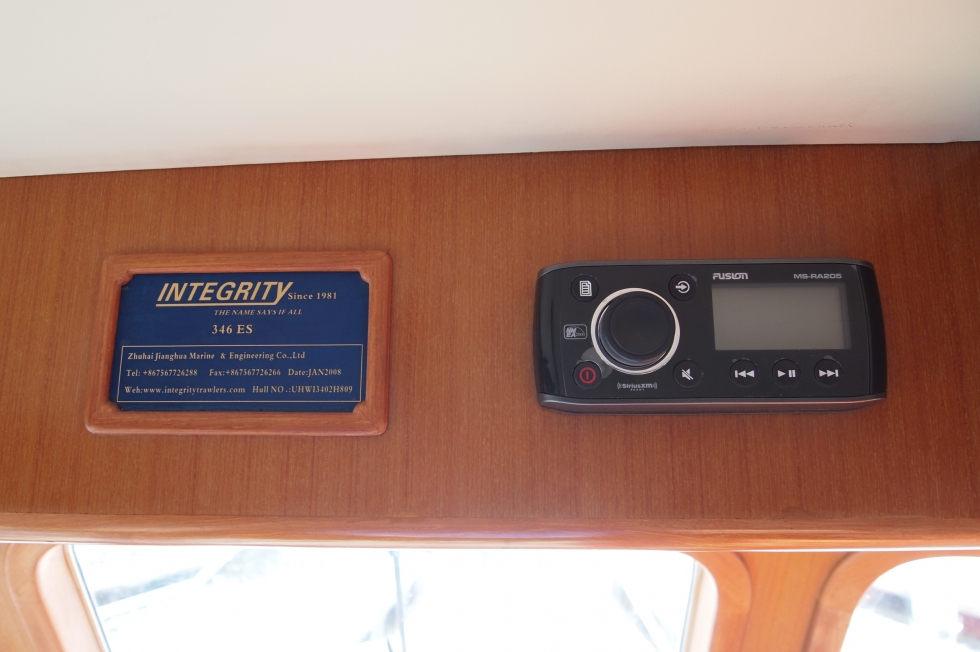 INTEGRITY Since 1981
THE NAME SAYS IF ALL
346 ES
Zhuhai Jianghua Marine & Engineering Co.,Ltd
Tel: +867567726288 Fax:+867567726266 Date:JAN2008
Web:www.integritytrawlers.com Hull NO.:UHWI3402H809
FUSION MS-RA205
((SiriusXM))